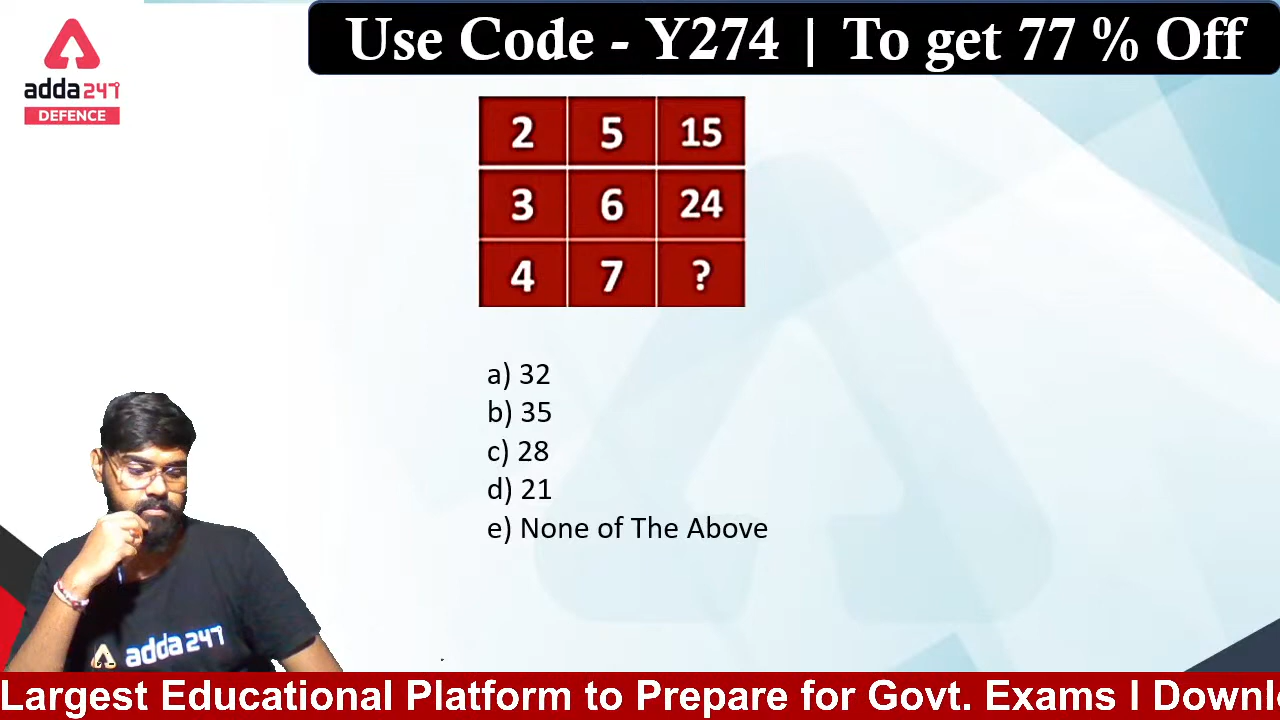 Use Code - Y274 | To get 77 % Off
adda247
DEFENCE
2 5 15
3 6 24
4 7 ?
a) 32
b) 35
c) 28
d) 21
e) None of The Above
adda247
Largest Educational Platform to Prepare for Govt. Exams I Downl